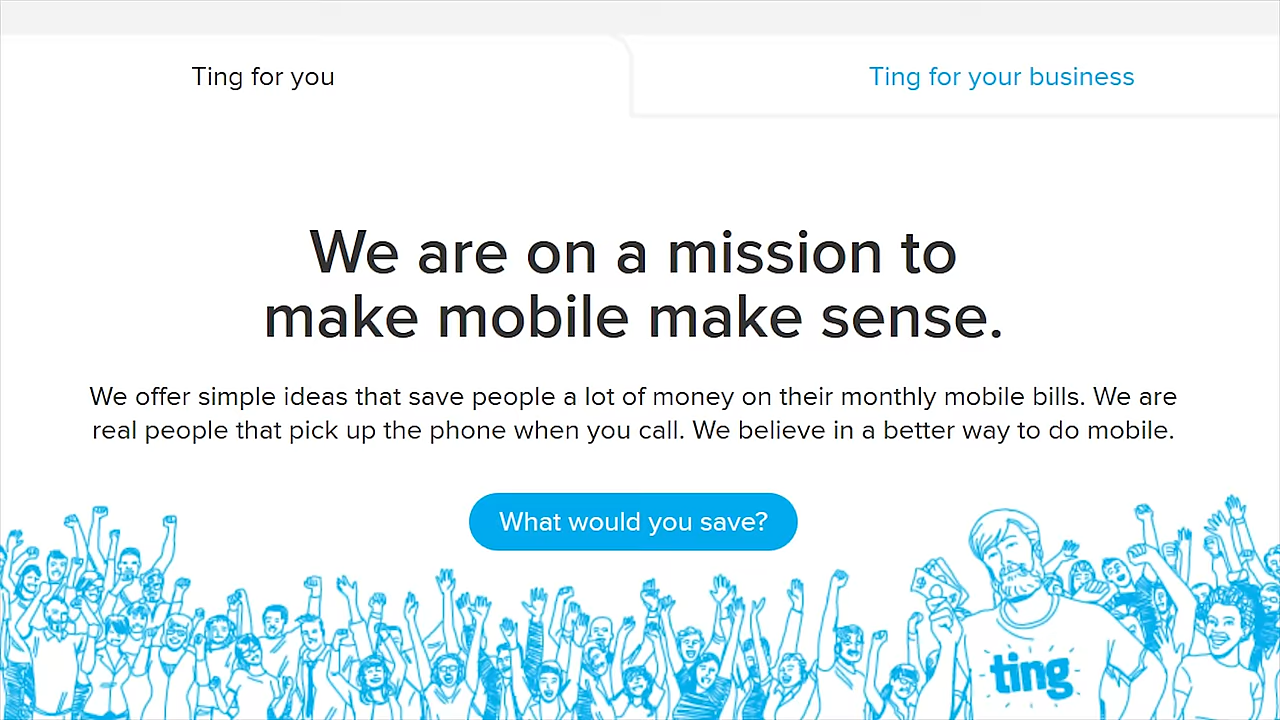 Ting for you
Ting for your business
We are on a mission to
make mobile make sense.
We offer simple ideas that save people a lot of money on their monthly mobile bills. We are
real people that pick up the phone when you call. We believe in a better way to do mobile.
What would you save?
ting